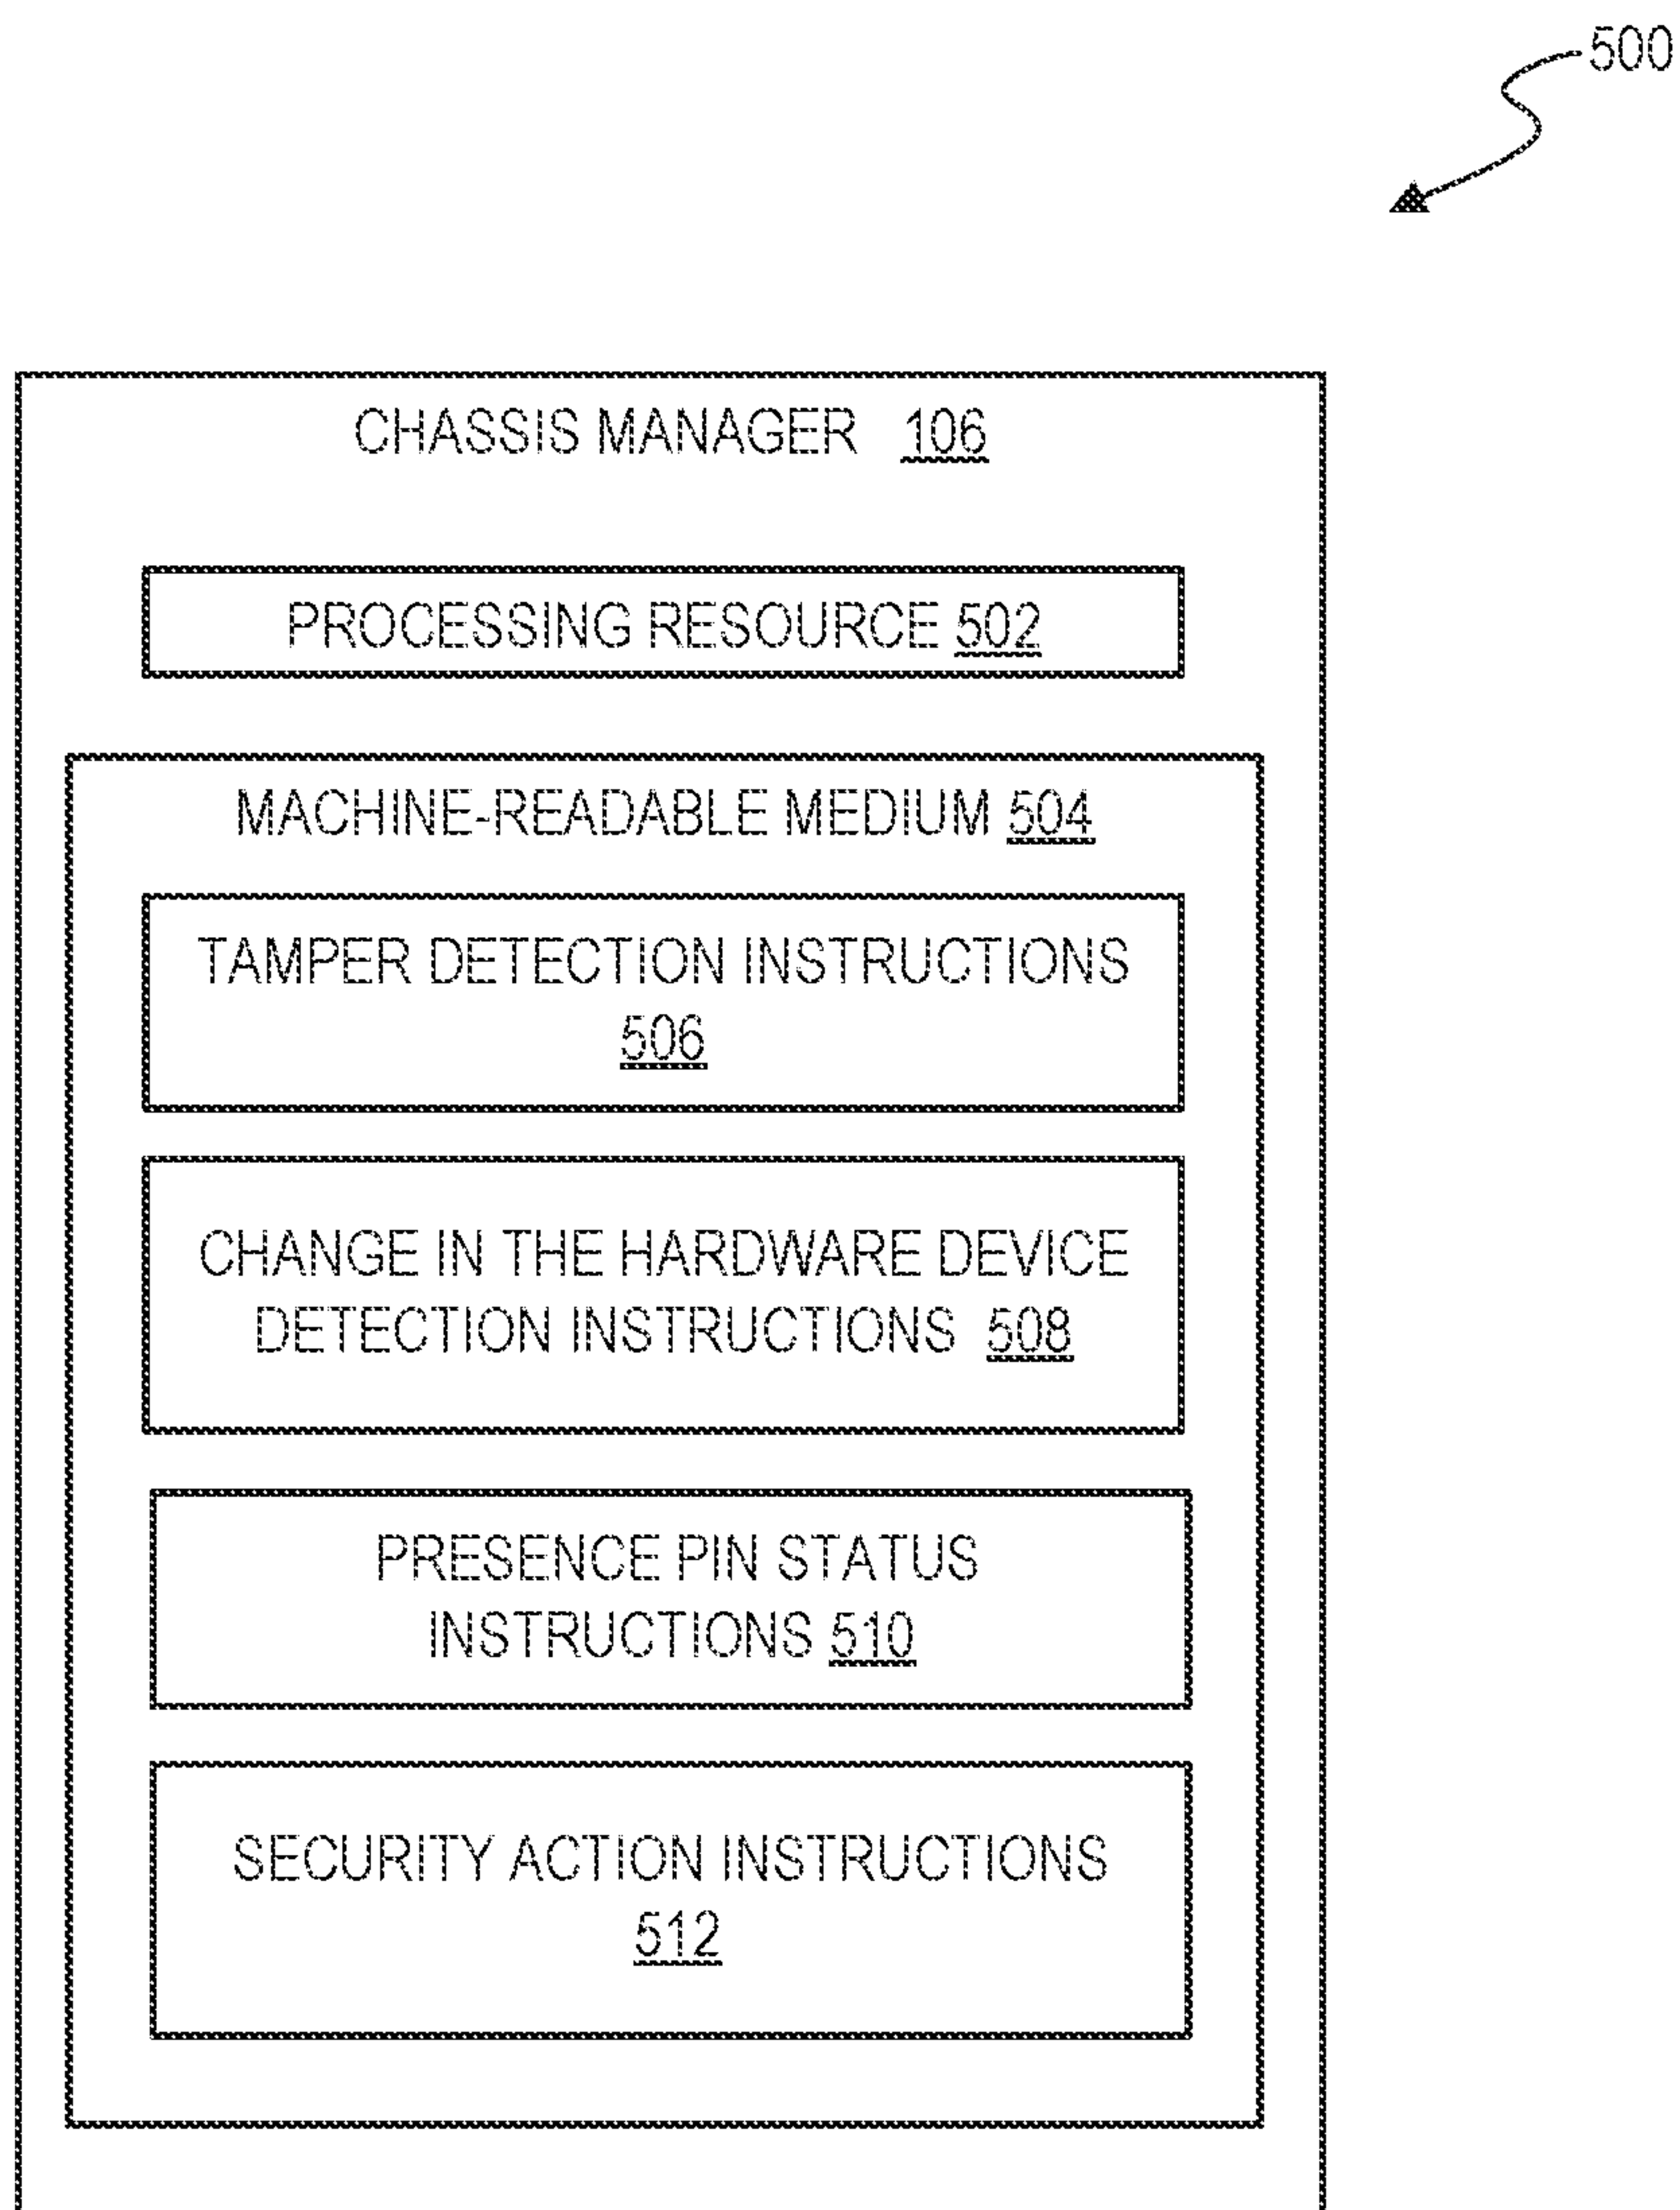 500
CHASSIS MANAGER 106
PROCESSING RESOURCE 502
MACHINE-READABLE MEDIUM 504
TAMPER DETECTION INSTRUCTIONS
506
CHANGE IN THE HARDWARE DEVICE
DETECTION INSTRUCTIONS 508
PRESENCE PIN STATUS
INSTRUCTIONS 510
SECURITY ACTION INSTRUCTIONS
512